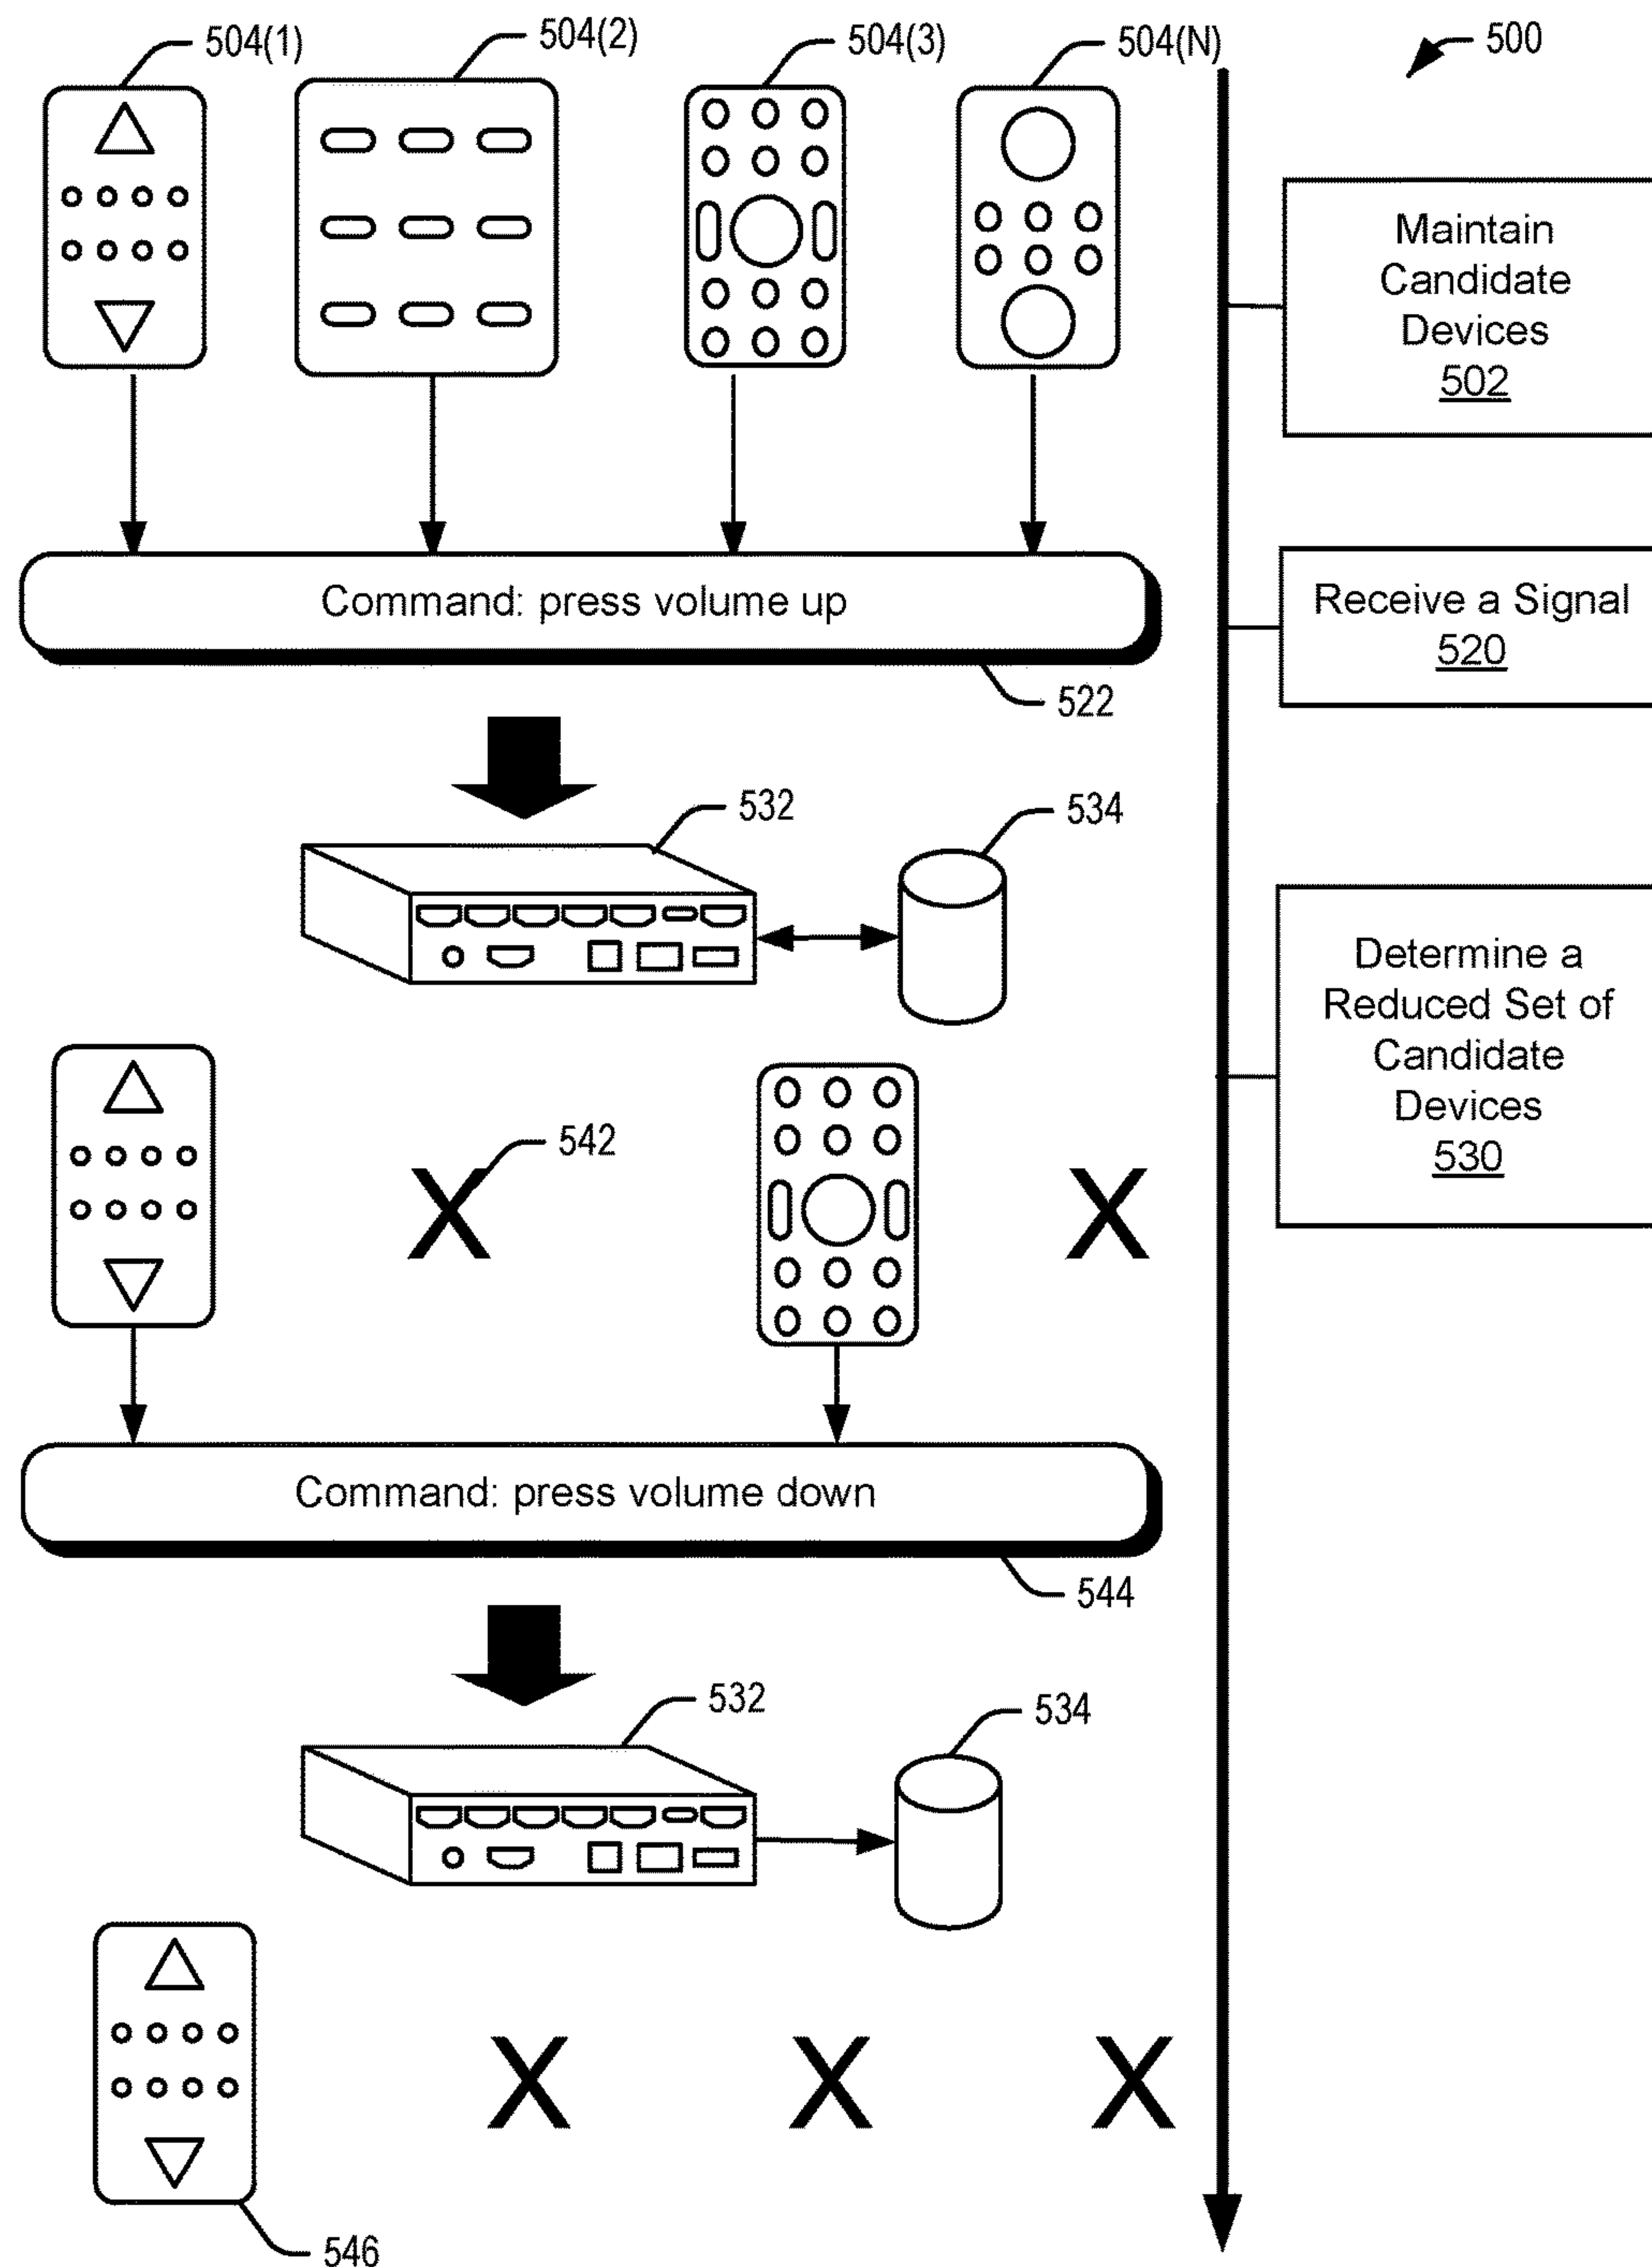 504(1)
504(2)
504(3)
504(N)
500
Maintain
Candidate
Devices
502
Command: press volume up
522
Receive a Signal
520
532
534
Determine a
Reduced Set of
Candidate
Devices
530
542
X
X
Command: press volume down
544
532
534
X
X
X
546